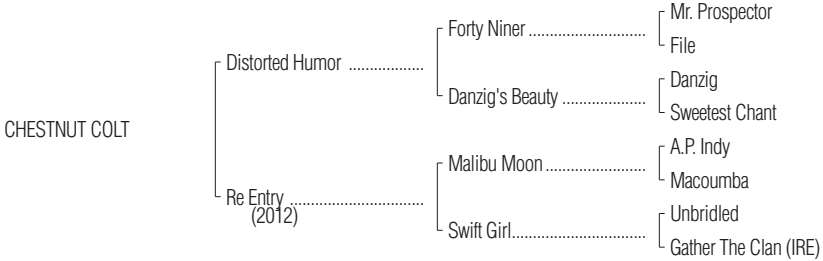 Mr. Prospector
Forty Niner ............................
File
Distorted Humor ..................
Danzig
Danzig's Beauty ....................
Sweetest Chant
CHESTNUT COLT
A.P. Indy
Malibu Moon ........................
Macoumba
Re Entry ................................
(2012)
Unbridled
Swift Girl................................
Gather The Clan (IRE)